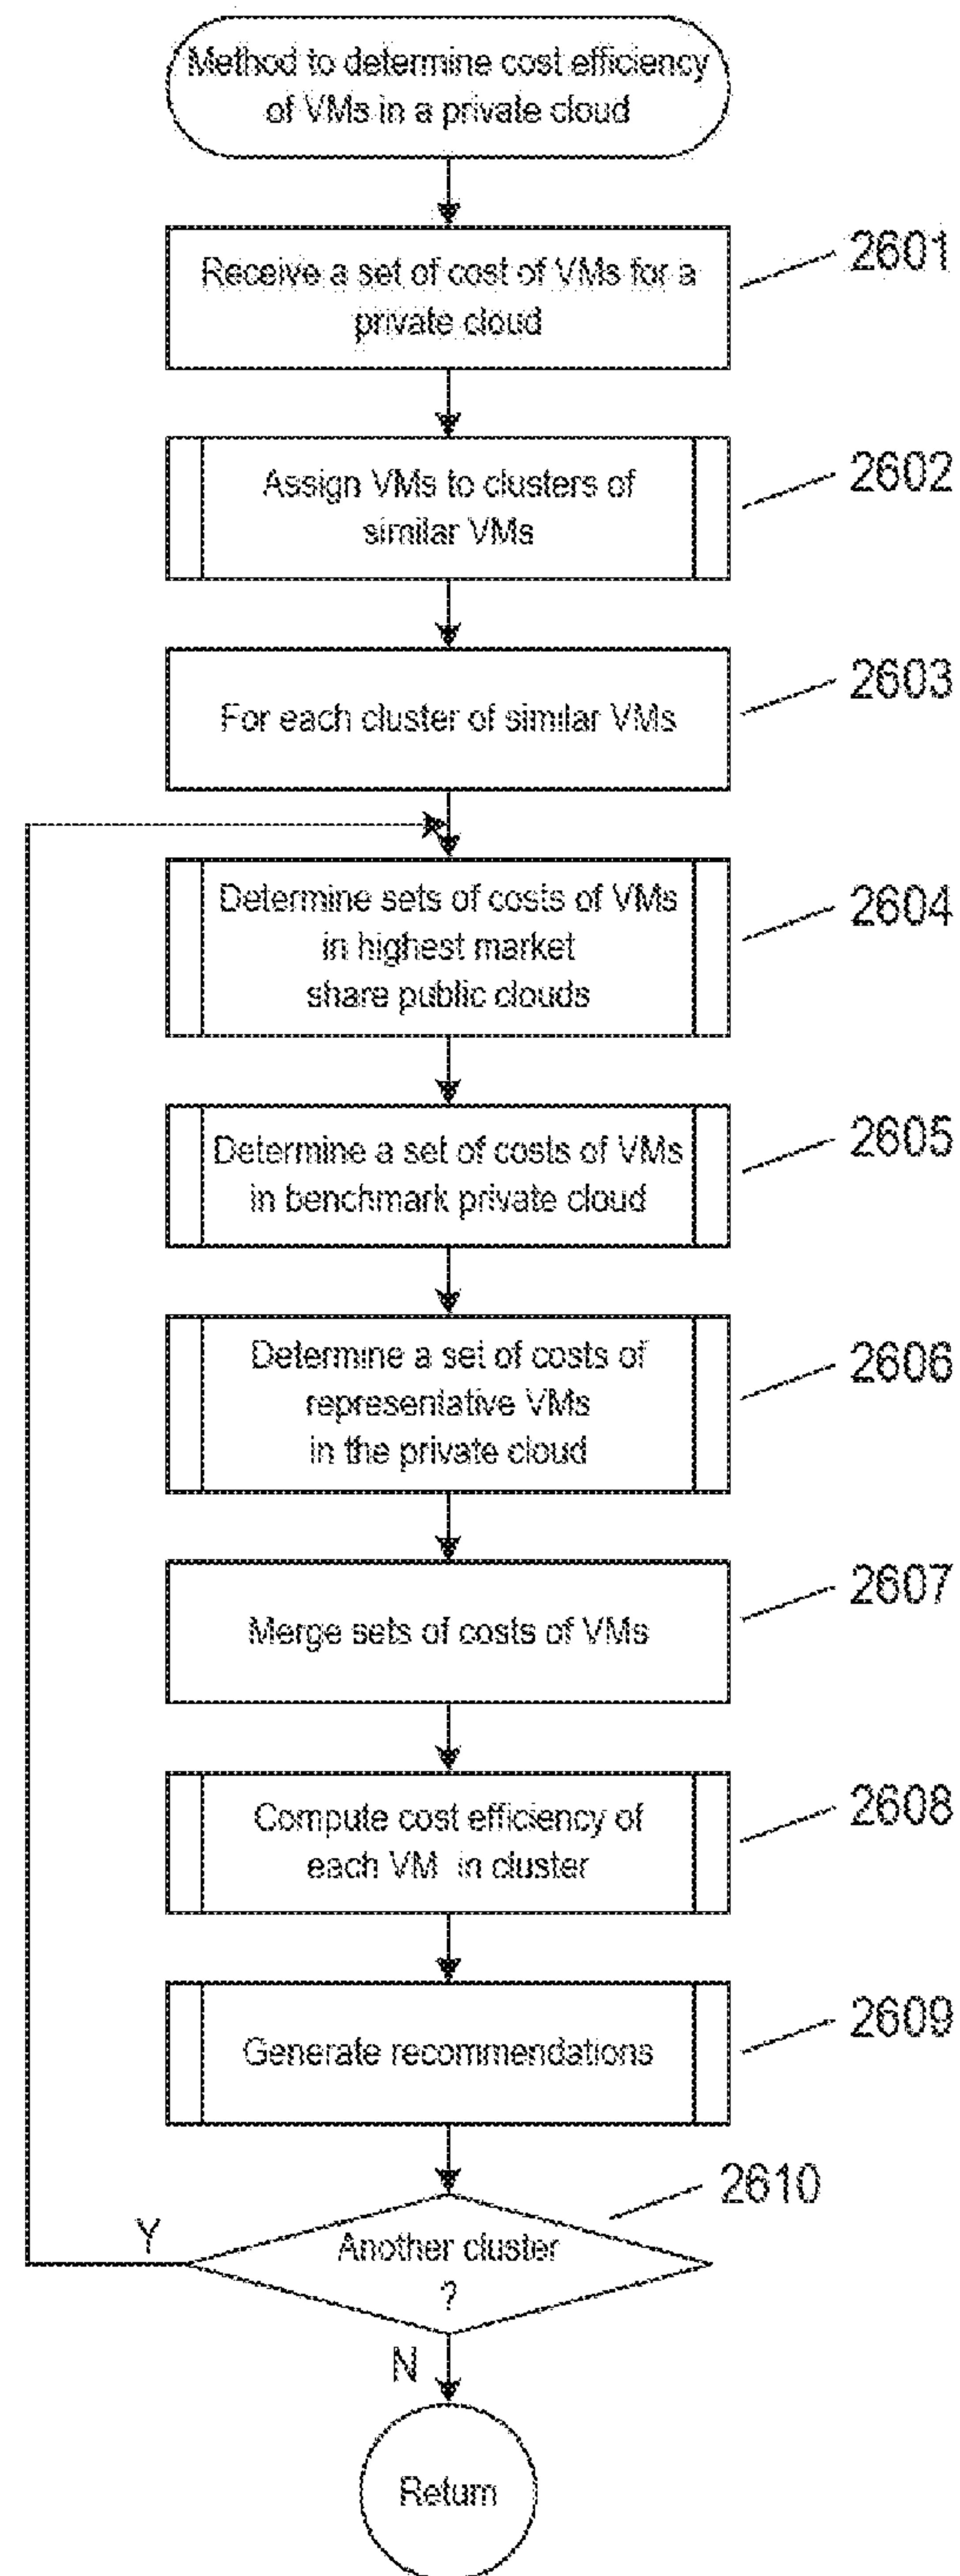 Method to determine cost efficiency
of VMs in a private cloud
Receive a set of cost of VMs for a
private cloud
2601
Assign VMs to clusters of
similar VMs
2602
For each cluster of similar VMs
2603
Determine sets of costs of VMs
in highest market
share public clouds
2604
Determine a set of costs of VMs
in benchmark private cloud
2605
Determine a set of costs of
representative VMs
in the private cloud
2606
Merge sets of costs of VMs
2607
Compute cost efficiency of
each VM in cluster
2608
Generate recommendations
2609
2610
Another cluster
?
Y
N
Return